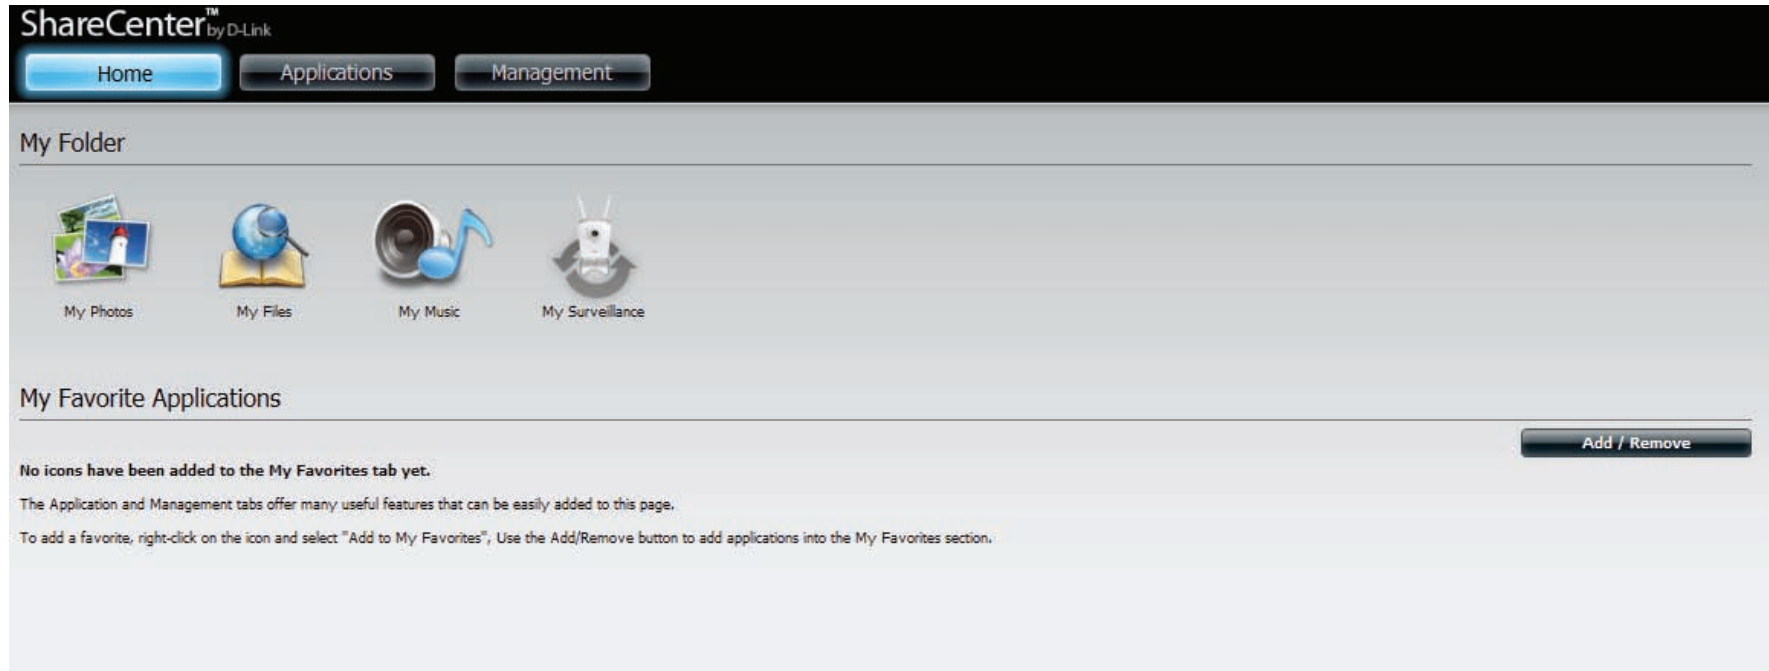 ShareCenter™ by D-Link
Home Applications Management
My Folder
My Photos My Files My Music My Surveillance
My Favorite Applications
Add / Remove
No icons have been added to the My Favorites tab yet.
The Application and Management tabs offer many useful features that can be easily added to this page.
To add a favorite, right-click on the icon and select "Add to My Favorites", Use the Add/Remove button to add applications into the My Favorites section.